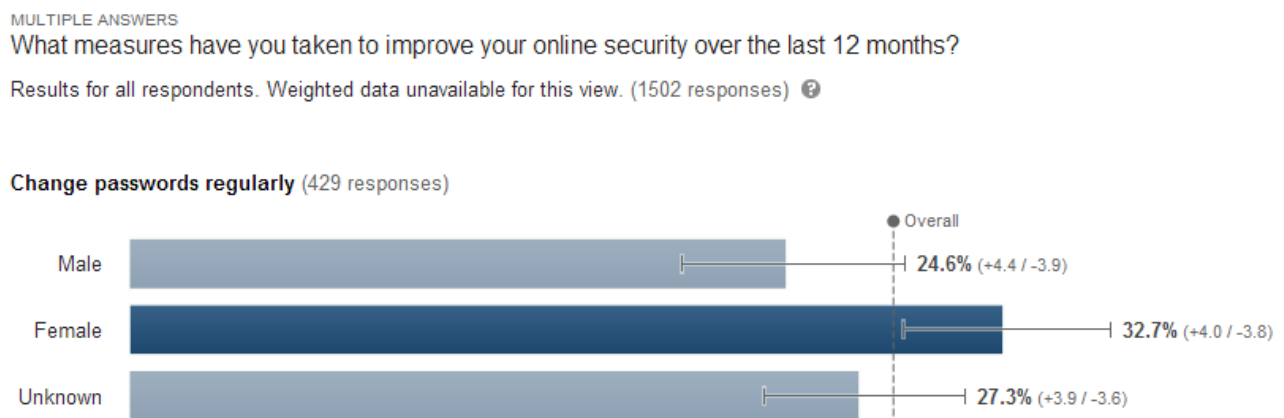 MULTIPLE ANSWERS
What measures have you taken to improve your online security over the last 12 months?
Results for all respondents. Weighted data unavailable for this view. (1502 responses) ?
Change passwords regularly (429 responses)
Overall
Male 24.6% (+4.4 / -3.9)
Female 32.7% (+4.0 / -3.8)
Unknown 27.3% (+3.9 / -3.6)